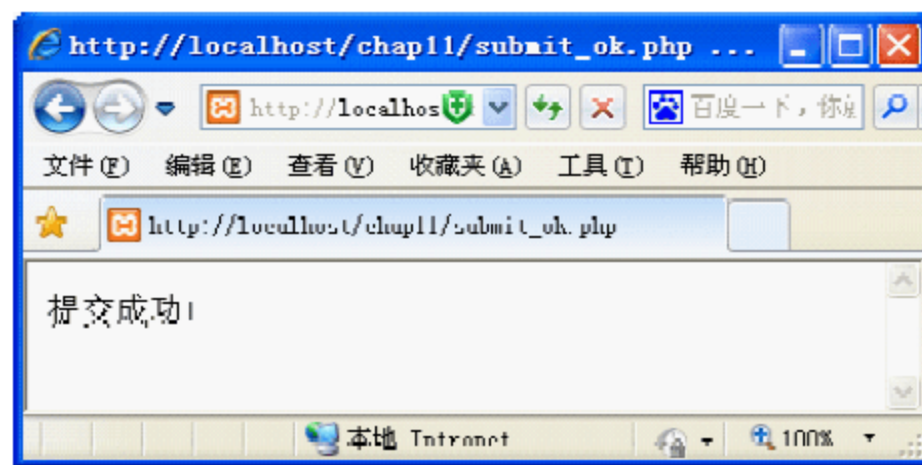 http://localhost/chap11/submit_ok.php ...
http://localhos 百度一下，你
文件(F) 编辑(E) 查看(V) 收藏夹(A) 工具(T) 帮助(H)
http://localhost/chap11/submit_ok.php
提交成功!
本地 Intranet 100%